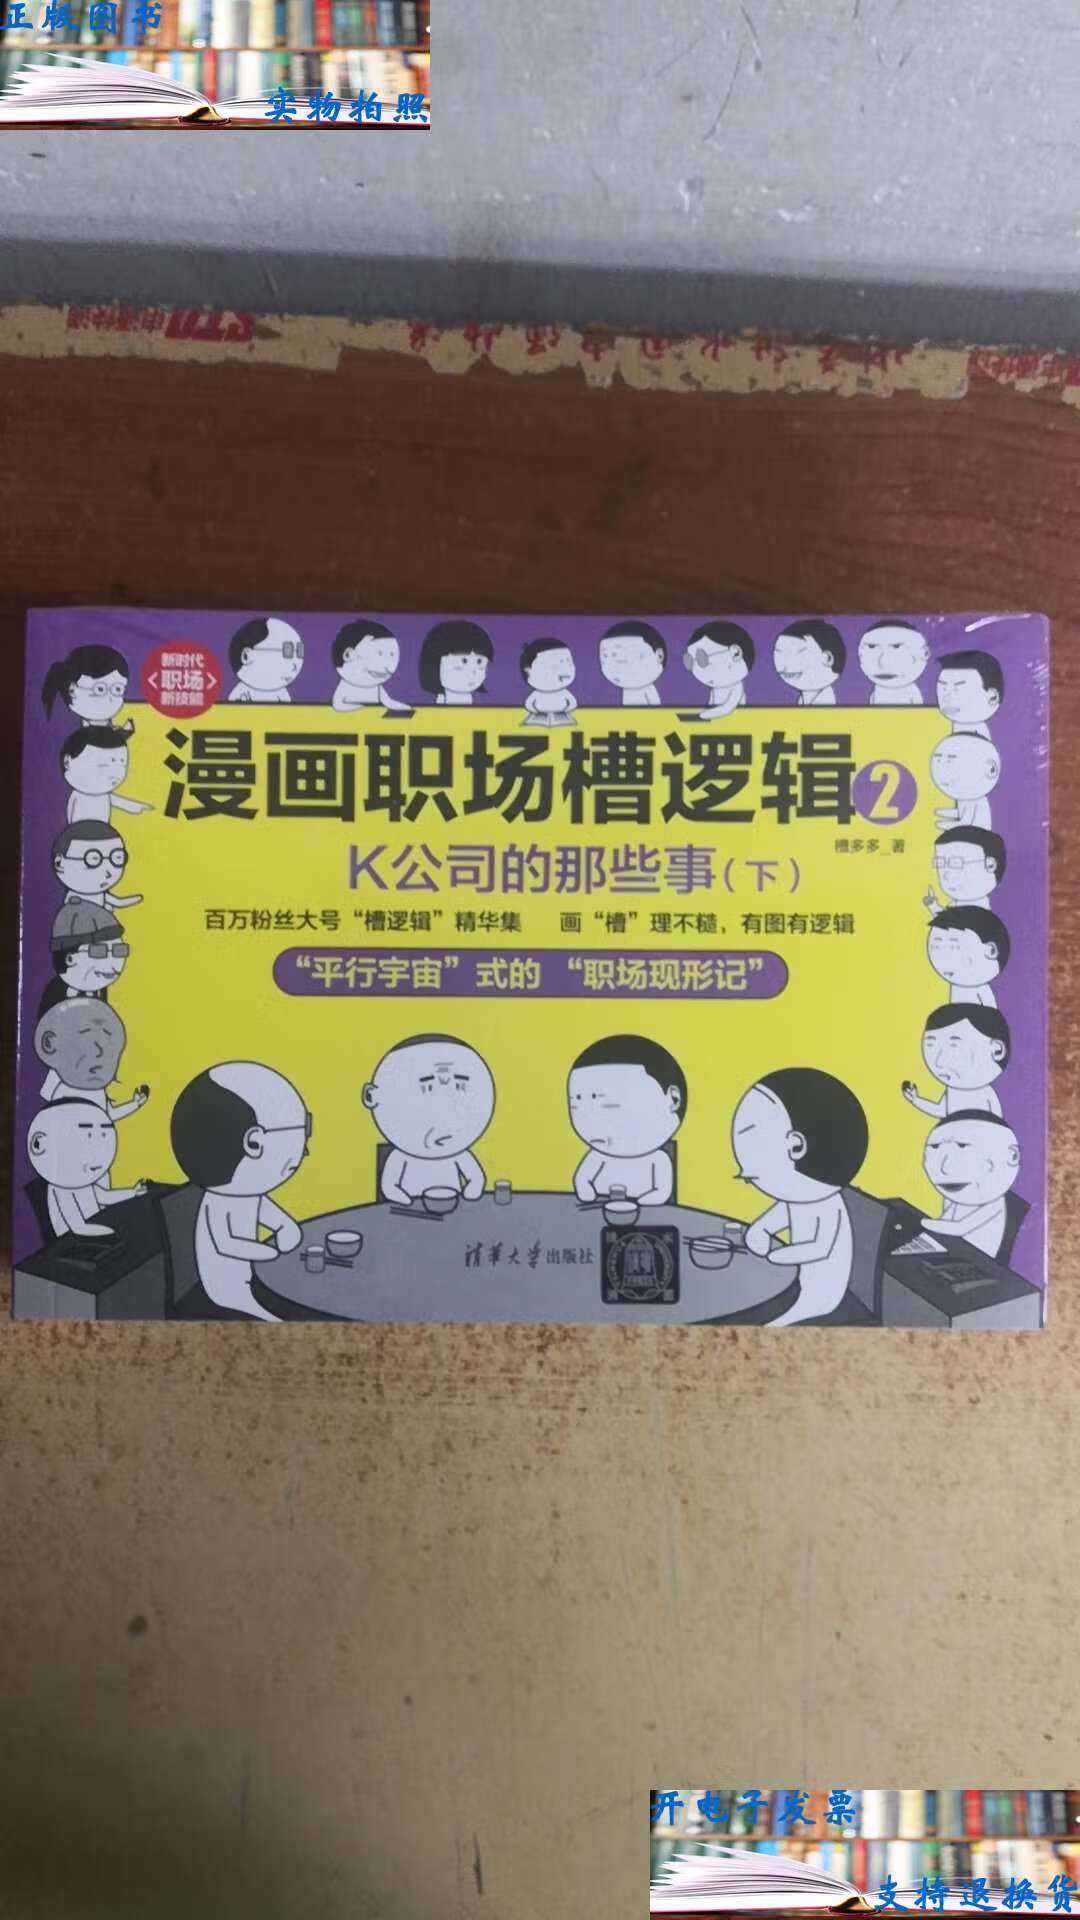 正版图书
实物拍照
新时代
<职场>
新技能
漫画职场槽逻辑2
槽多多_著
K公司的那些事（下）
百万粉丝大号“槽逻辑”精华集 画“槽”理不糙，有图有逻辑
“平行宇宙”式的“职场现形记”
清华大学出版社
开电子发票
支持退换货